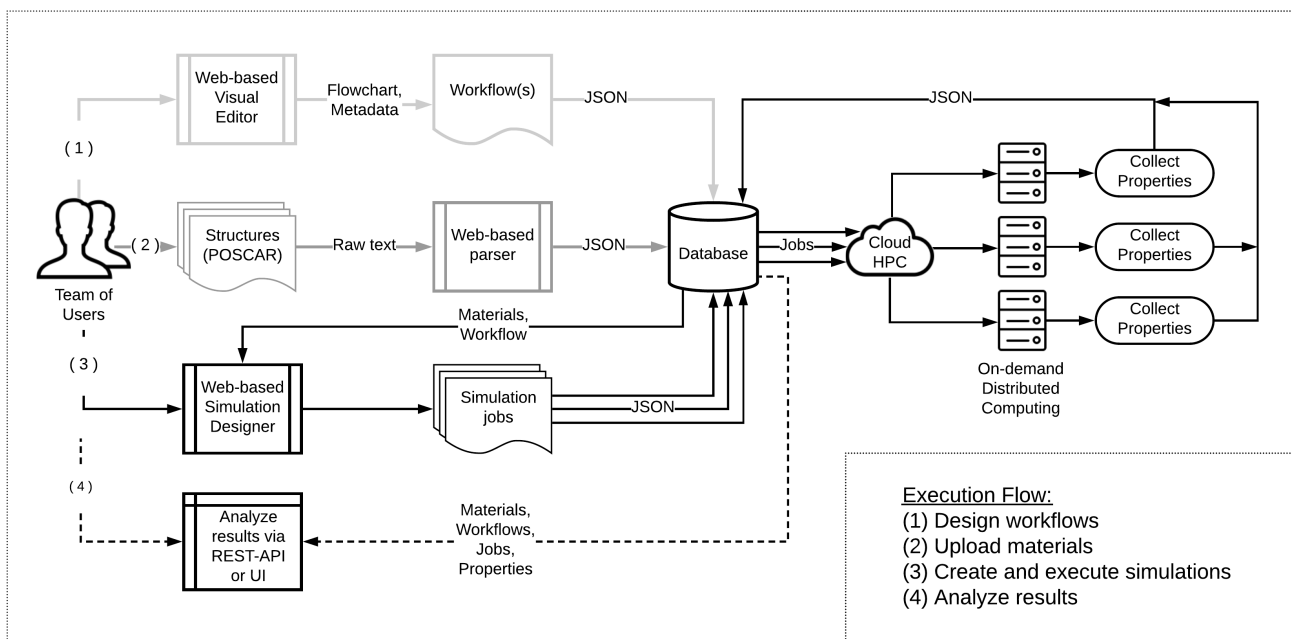 Web-based
Visual
Editor
Flowchart,
Metadata
Workflow(s)
JSON
JSON
( 1 )
Collect
Properties
Structures
(POSCAR)
Raw text
Web-based
parser
JSON
Database
Jobs
Cloud
HPC
Collect
Properties
( 2 )
Team of
Users
Materials,
Workflow
Collect
Properties
( 3 )
Web-based
Simulation
Designer
Simulation
jobs
JSON
On-demand
Distributed
Computing
( 4 )
Analyze
results via
REST-API
or UI
Materials,
Workflows,
Jobs,
Properties
Execution Flow:
(1) Design workflows
(2) Upload materials
(3) Create and execute simulations
(4) Analyze results